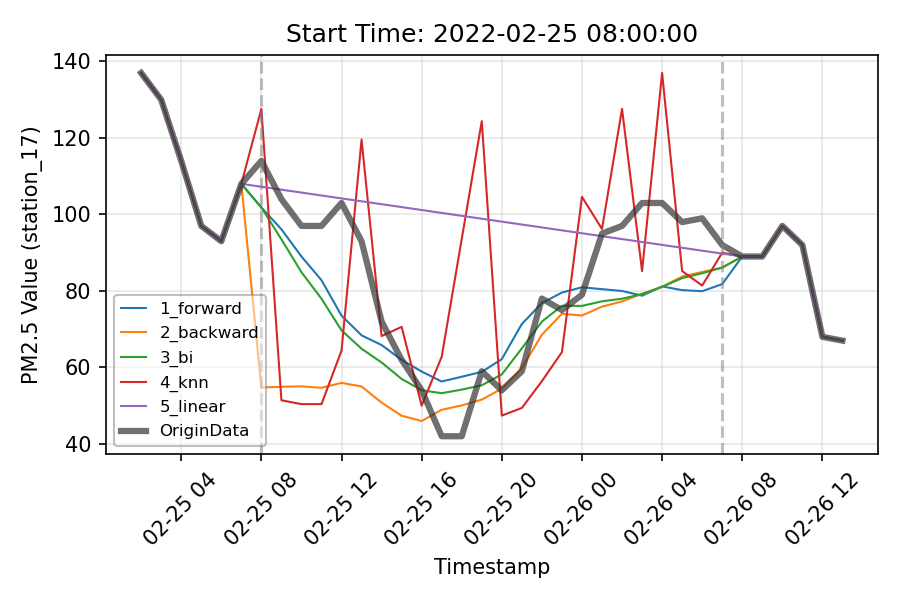 Start Time: 2022-02-25 08:00:00
PM2.5 Value (station_17)
140
120
100
80
60
40
1_forward
2_backward
3_bi
4_knn
5_linear
OriginData
02-25 04
02-25 08
02-25 12
02-25 16
02-25 20
02-26 00
02-26 04
02-26 08
02-26 12
Timestamp